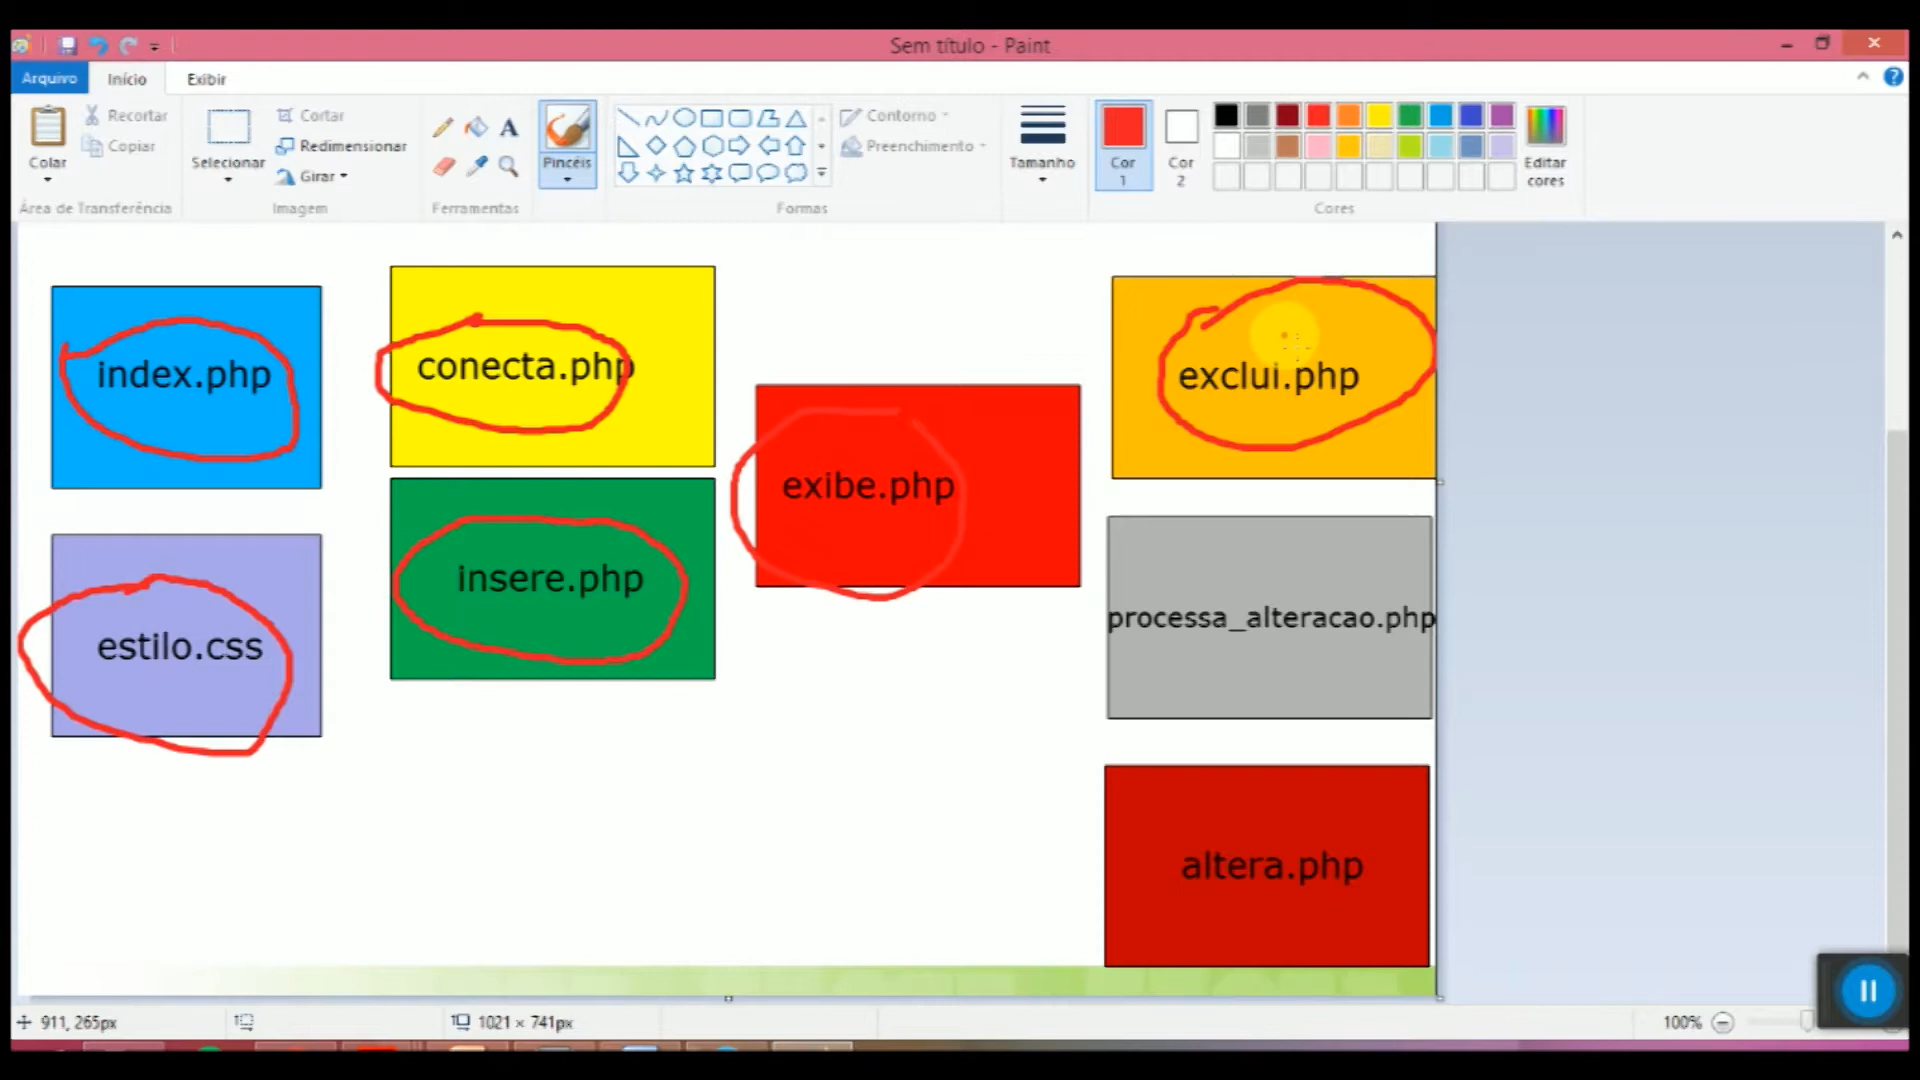 Sem título - Paint
Arquivo Início Exibir
Colar
Recortar
Copiar
Área de Transferência
Selecionar
Cortar
Redimensionar
Girar
Imagem
A
Ferramentas
Pincéis
Formas
Contorno
Preenchimento
Tamanho
Cor 1
Cor 2
Editar cores
Cores
index.php
conecta.php
exclui.php
exibe.php
insere.php
processa_alteracao.php
estilo.css
altera.php
911, 265px
1021 × 741px
100%